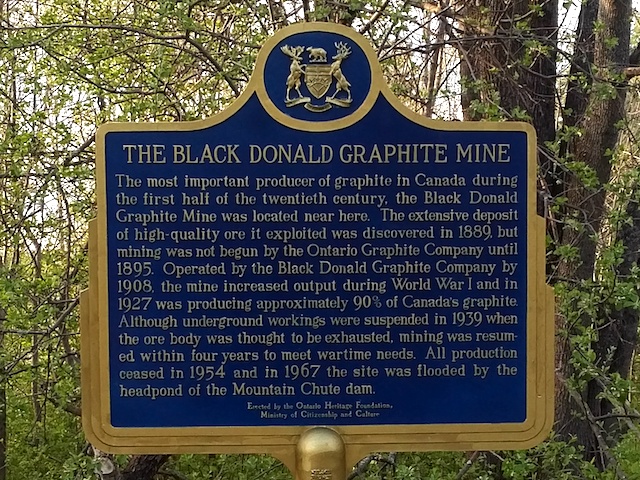 THE BLACK DONALD GRAPHITE MINE
The most important producer of graphite in Canada during
the first half of the twentieth century, the Black Donald
Graphite Mine was located near here. The extensive deposit
of high-quality ore it exploited was discovered in 1889, but
mining was not begun by the Ontario Graphite Company until
1895. Operated by the Black Donald Graphite Company by
1908, the mine increased output during World War I and in
1927 was producing approximately 90% of Canada's graphite.
Although underground workings were suspended in 1939 when
the ore body was thought to be exhausted, mining was resum-
ed within four years to meet wartime needs. All production
ceased in 1954 and in 1967 the site was flooded by the
headpond of the Mountain Chute dam.
Erected by the Ontario Heritage Foundation,
Ministry of Citizenship and Culture